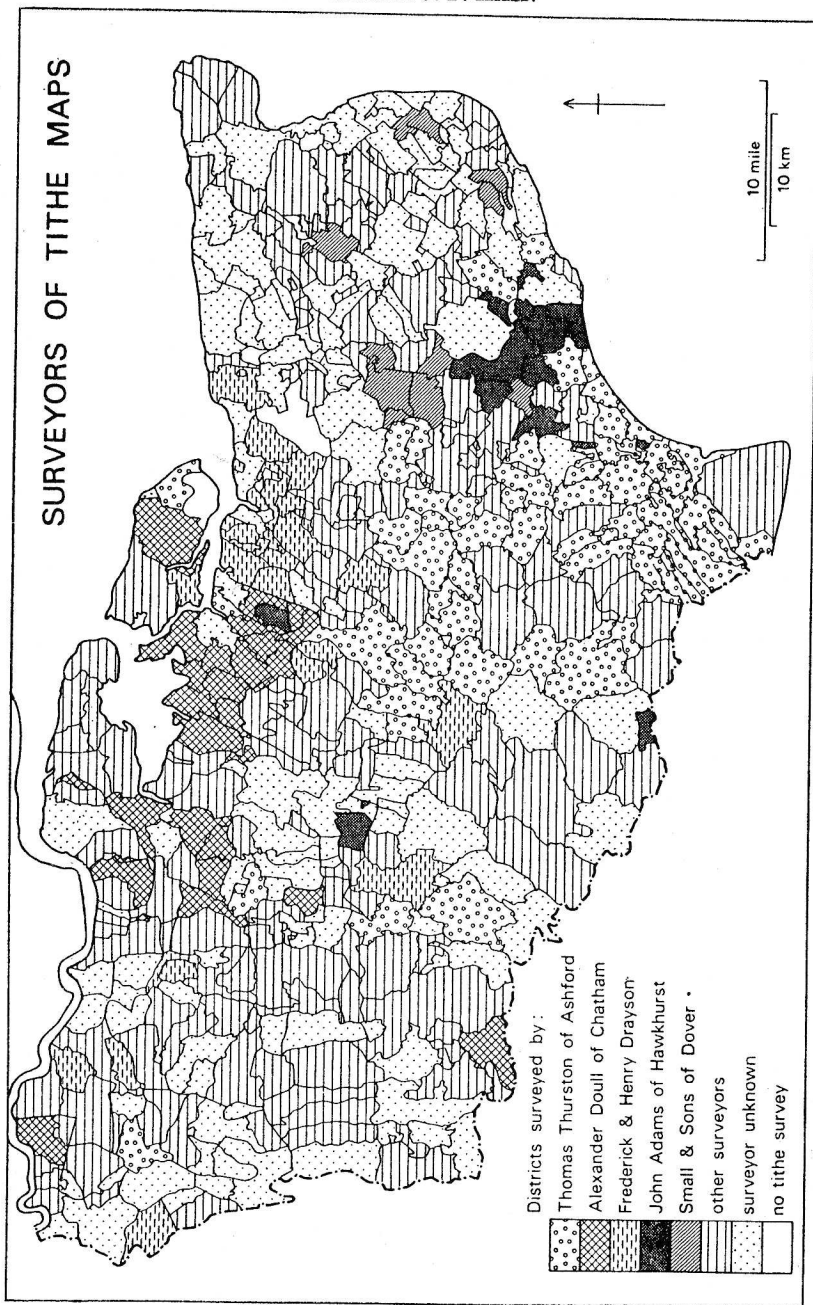 SURVEYORS OF TITHE MAPS
10 mile
10 km
Districts surveyed by :
Thomas Thurston of Ashford
Alexander Doull of Chatham
Frederick & Henry Drayson
John Adams of Hawkhurst
Small & Sons of Dover •
other surveyors
surveyor unknown
no tithe survey